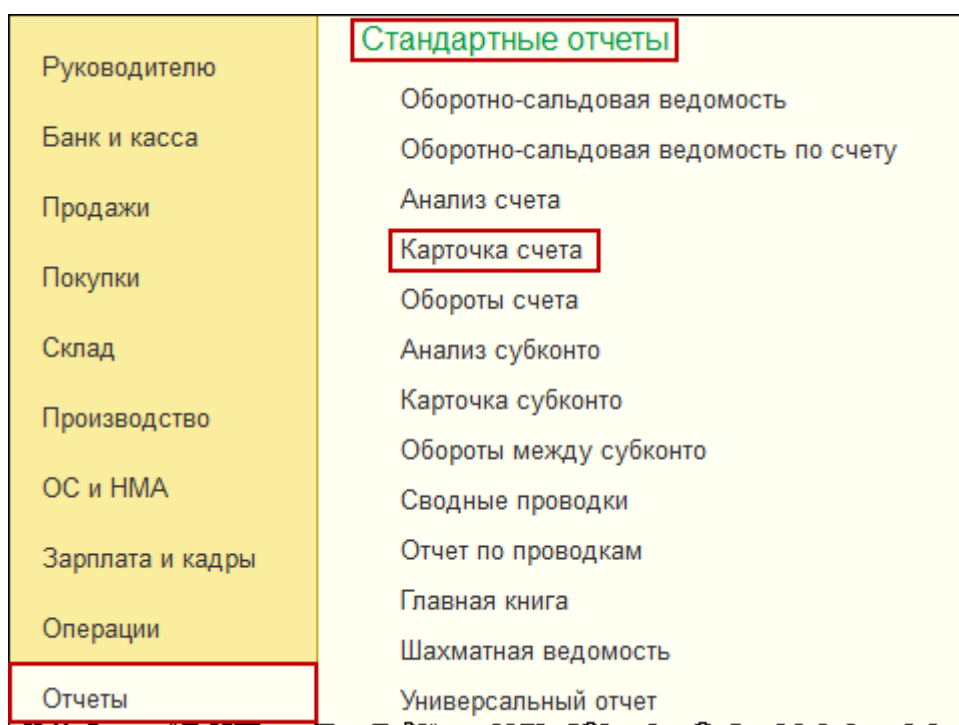 Руководителю
Банк и касса
Продажи
Покупки
Склад
Производство
ОС и НМА
Зарплата и кадры
Операции
Отчеты
Стандартные отчеты
Оборотно-сальдовая ведомость
Оборотно-сальдовая ведомость по счету
Анализ счета
Карточка счета
Обороты счета
Анализ субконто
Карточка субконто
Обороты между субконто
Сводные проводки
Отчет по проводкам
Главная книга
Шахматная ведомость
Универсальный отчет